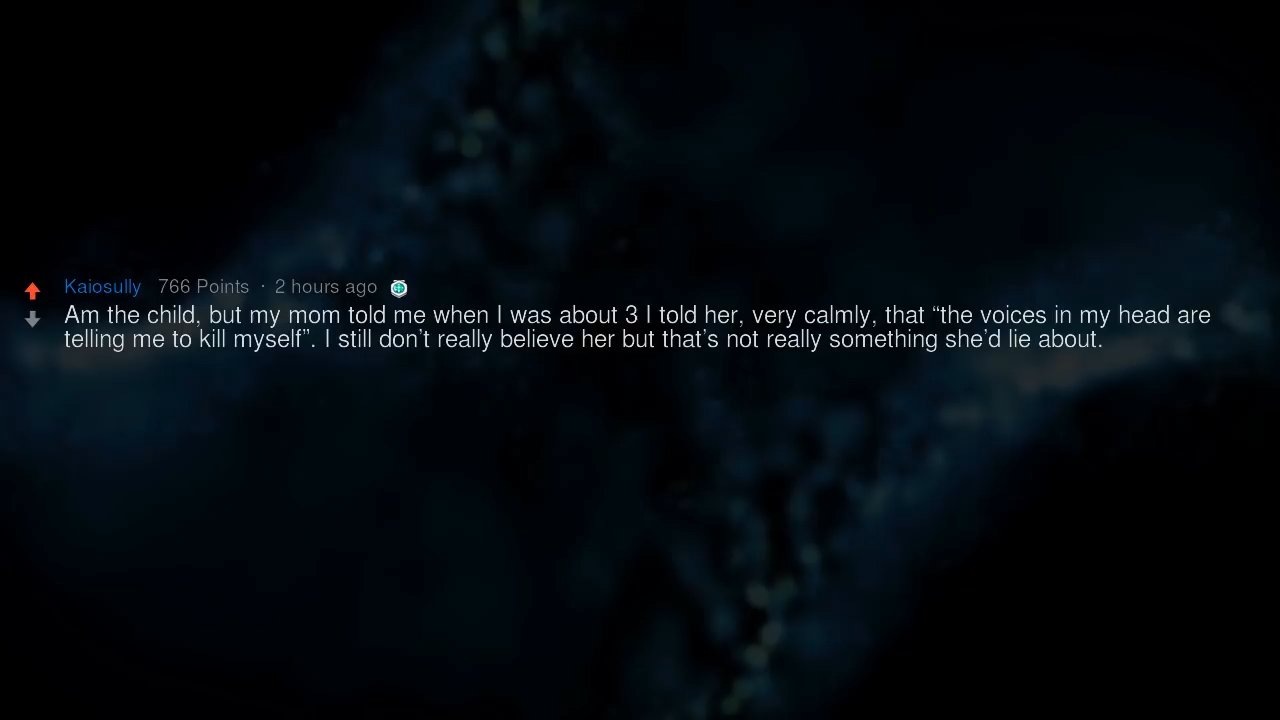 Kaiosully 766 Points · 2 hours ago
Am the child, but my mom told me when I was about 3 I told her, very calmly, that “the voices in my head are
telling me to kill myself”. I still don’t really believe her but that’s not really something she’d lie about.